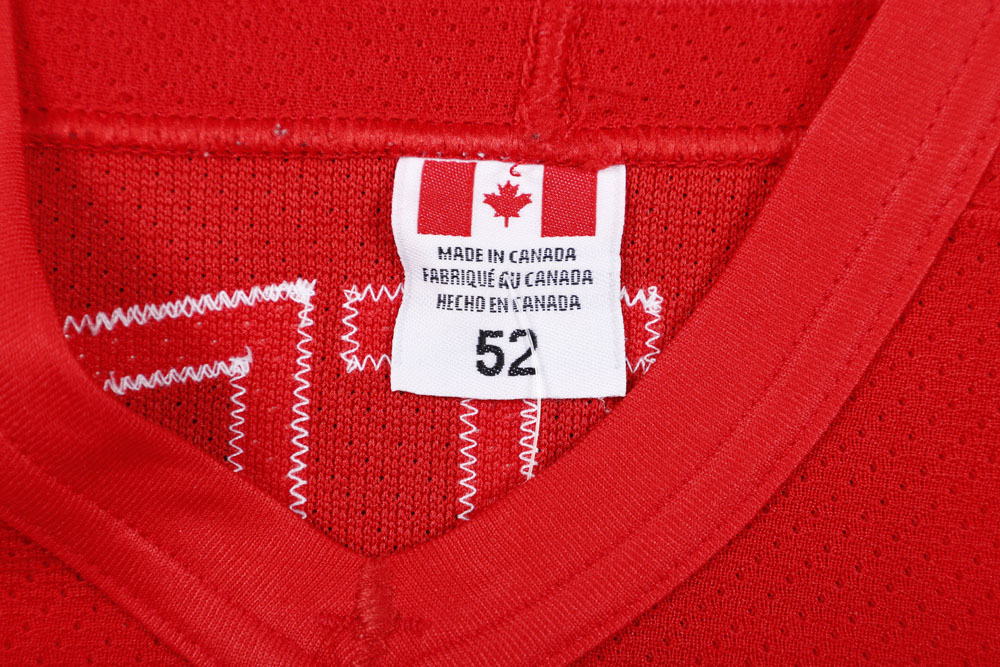 MADE IN CANADA
FABRIQUÉ AU CANADA
HECHO EN CANADA
52